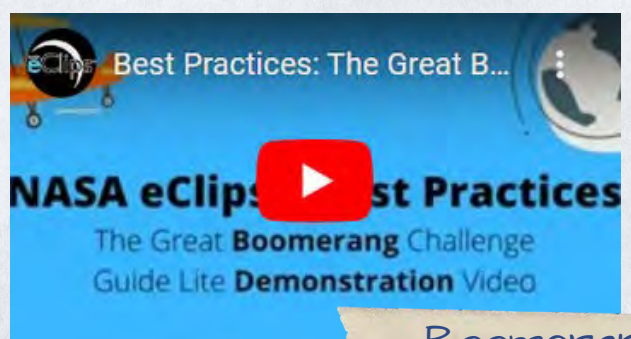 eClips
Best Practices: The Great B...
NASA eClips st Practices
The Great Boomerang Challenge
Guide Lite Demonstration Video